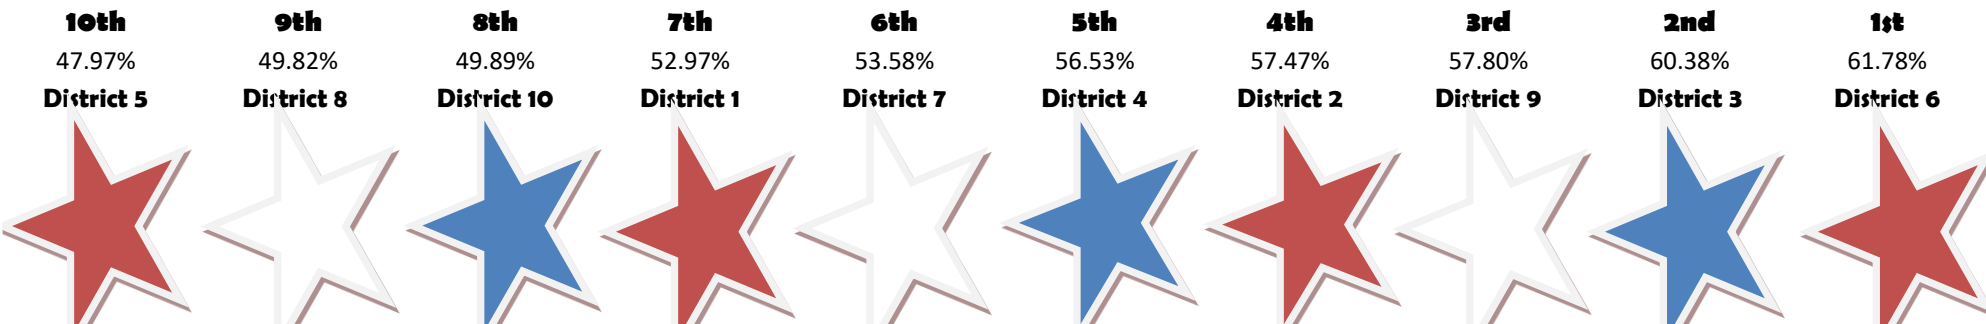 10th 9th 8th 7th 6th 5th 4th 3rd 2nd 1st
47.97% 49.82% 49.89% 52.97% 53.58% 56.53% 57.47% 57.80% 60.38% 61.78%
District 5 District 8 District 10 District 1 District 7 District 4 District 2 District 9 District 3 District 6